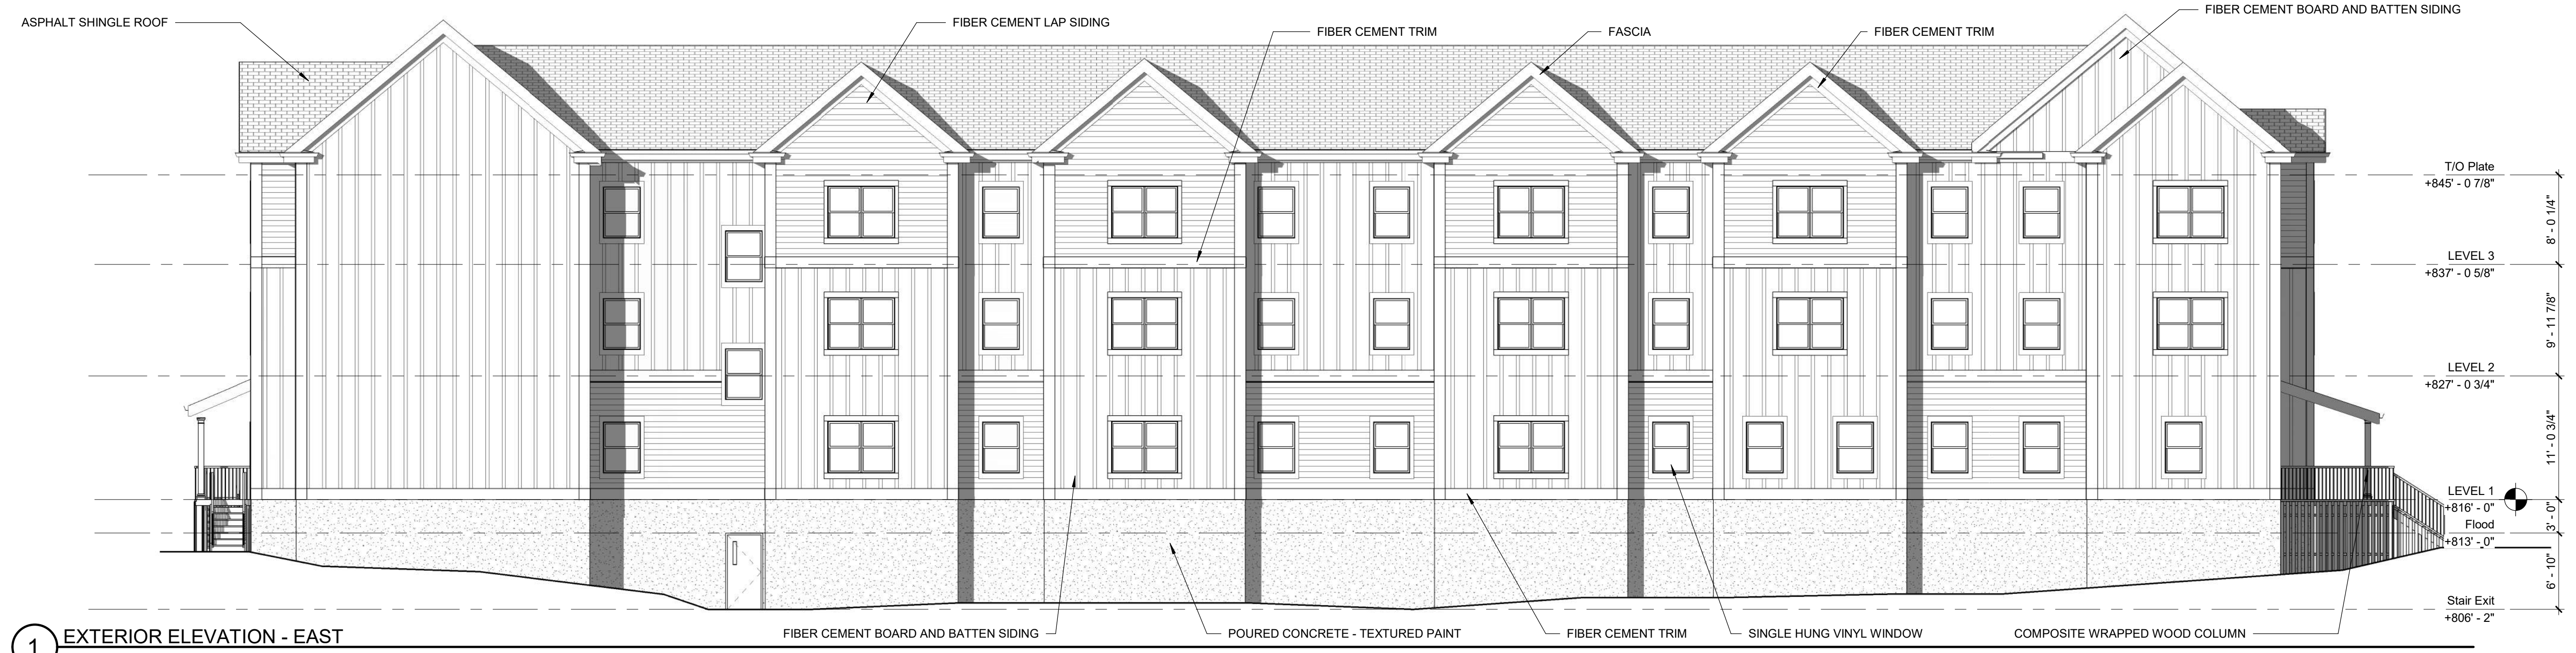 ASPHALT SHINGLE ROOF
FIBER CEMENT LAP SIDING
FIBER CEMENT TRIM
FASCIA
FIBER CEMENT TRIM
FIBER CEMENT BOARD AND BATTEN SIDING
T/O Plate
+845' - 0 7/8"
8' - 0 1/4"
LEVEL 3
+837' - 0 5/8"
9' - 11 7/8"
LEVEL 2
+827' - 0 3/4"
11' - 0 3/4"
LEVEL 1
+816' - 0"
3' - 0"
Flood
+813' - 0"
6' - 10"
Stair Exit
+806' - 2"
FIBER CEMENT BOARD AND BATTEN SIDING
POURED CONCRETE - TEXTURED PAINT
FIBER CEMENT TRIM
SINGLE HUNG VINYL WINDOW
COMPOSITE WRAPPED WOOD COLUMN
1
EXTERIOR ELEVATION - EAST